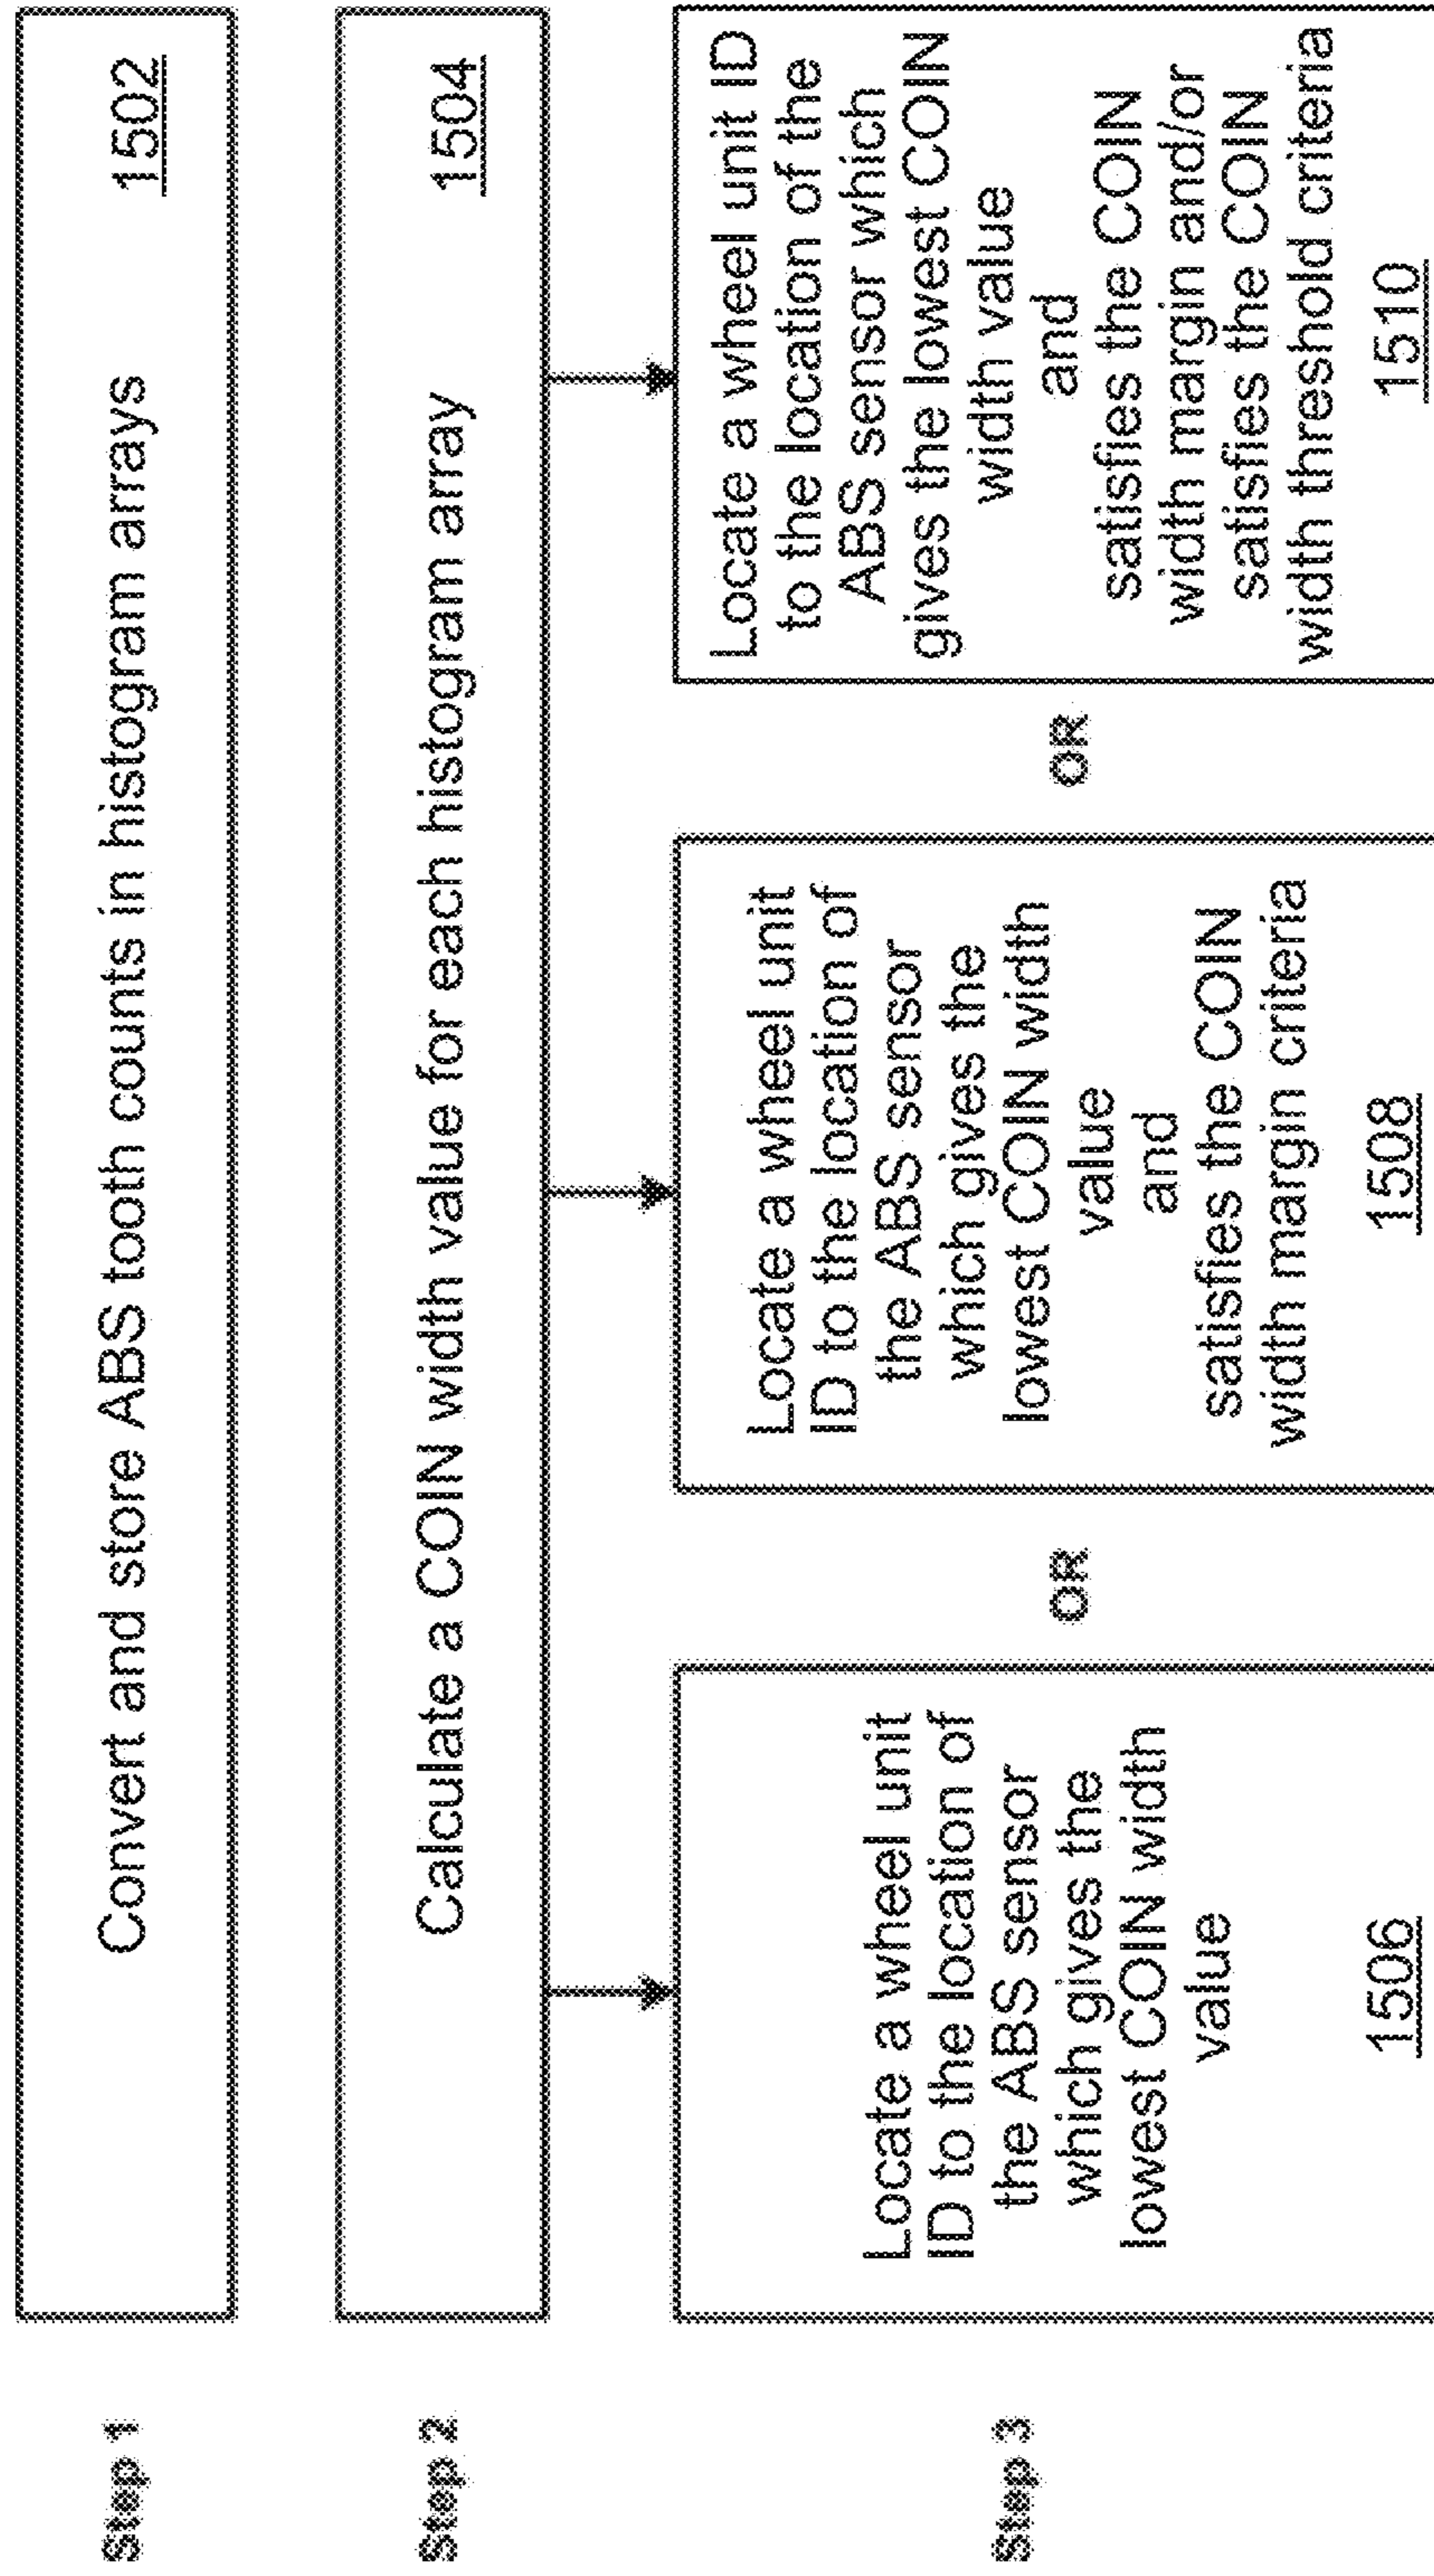 Step 1
Convert and store ABS tooth counts in histogram arrays
1502
Step 2
Calculate a COIN width value for each histogram array
1504
Step 3
Locate a wheel unit
ID to the location of
the ABS sensor
which gives the
lowest COIN width
value
1506
OR
Locate a wheel unit
ID to the location of
the ABS sensor
which gives the
lowest COIN width
value
and
satisfies the COIN
width margin criteria
1508
OR
Locate a wheel unit ID
to the location of the
ABS sensor which
gives the lowest COIN
width value
and
satisfies the COIN
width margin and/or
satisfies the COIN
width threshold criteria
1510